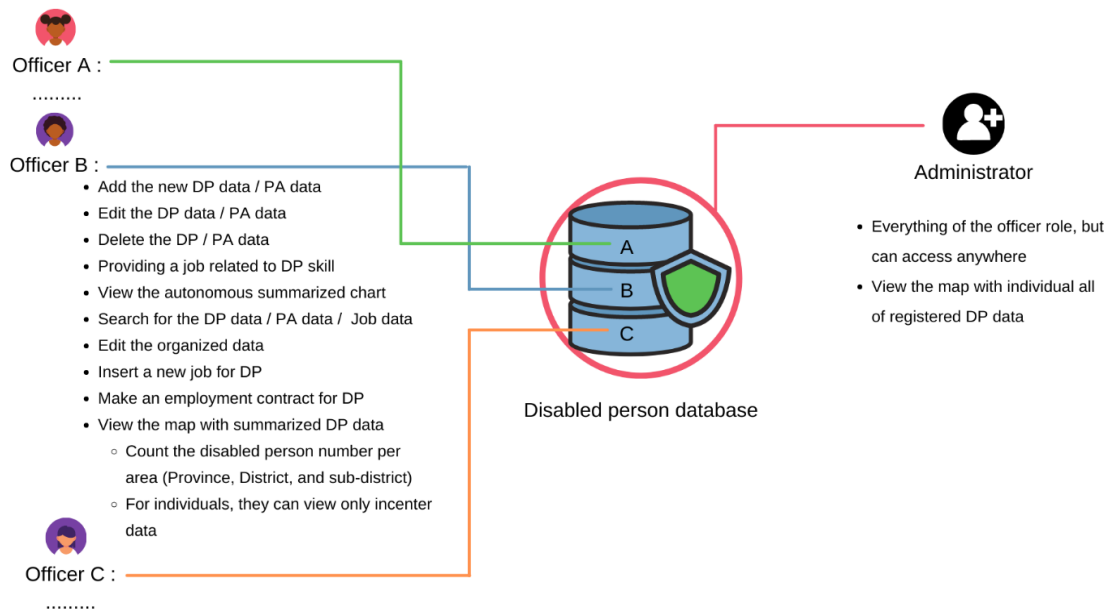 Officer A :
.........
Officer B :
• Add the new DP data / PA data
• Edit the DP data / PA data
• Delete the DP / PA data
• Providing a job related to DP skill
• View the autonomous summarized chart
• Search for the DP data / PA data /  Job data
• Edit the organized data
• Insert a new job for DP
• Make an employment contract for DP
• View the map with summarized DP data
◦ Count the disabled person number per
area (Province, District, and sub-district)
◦ For individuals, they can view only incenter
data
Officer C :
.........
A
B
C
Disabled person database
Administrator
• Everything of the officer role, but
can access anywhere
• View the map with individual all
of registered DP data